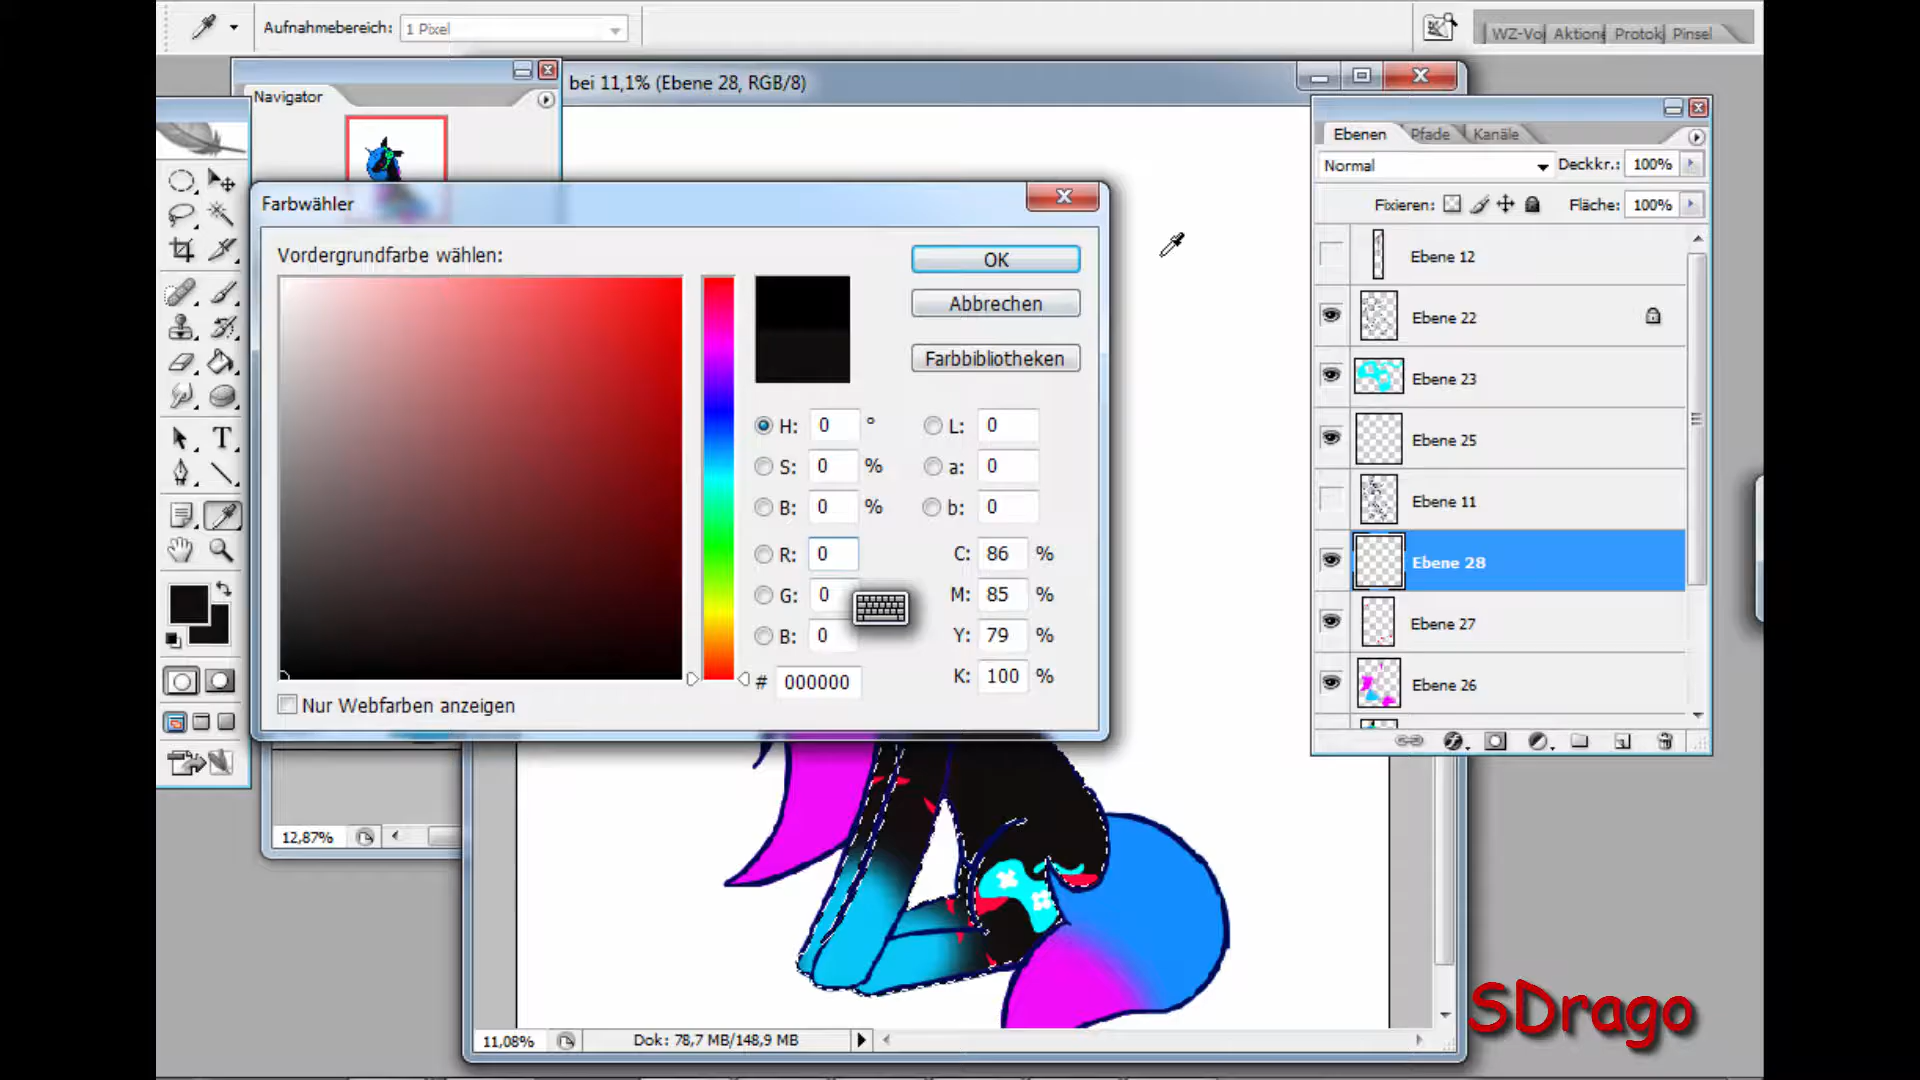 Aufnahmebereich: 1 Pixel
WZ-Vo Aktione Protok Pinsel
Navigator
bei 11,1% (Ebene 28, RGB/8)
Ebenen Pfade Kanäle
Normal Deckkr.: 100%
Fixieren: Fläche: 100%
Ebene 12
Ebene 22
Ebene 23
Ebene 25
Ebene 11
Ebene 28
Ebene 27
Ebene 26
Farbwähler
Vordergrundfarbe wählen:
OK
Abbrechen
Farbbibliotheken
H: 0 ° L: 0
S: 0 % a: 0
B: 0 % b: 0
R: 0 C: 86 %
G: 0 M: 85 %
B: 0 Y: 79 %
# 000000 K: 100 %
Nur Webfarben anzeigen
T
12,87%
11,08% Dok: 78,7 MB/148,9 MB
SDrago